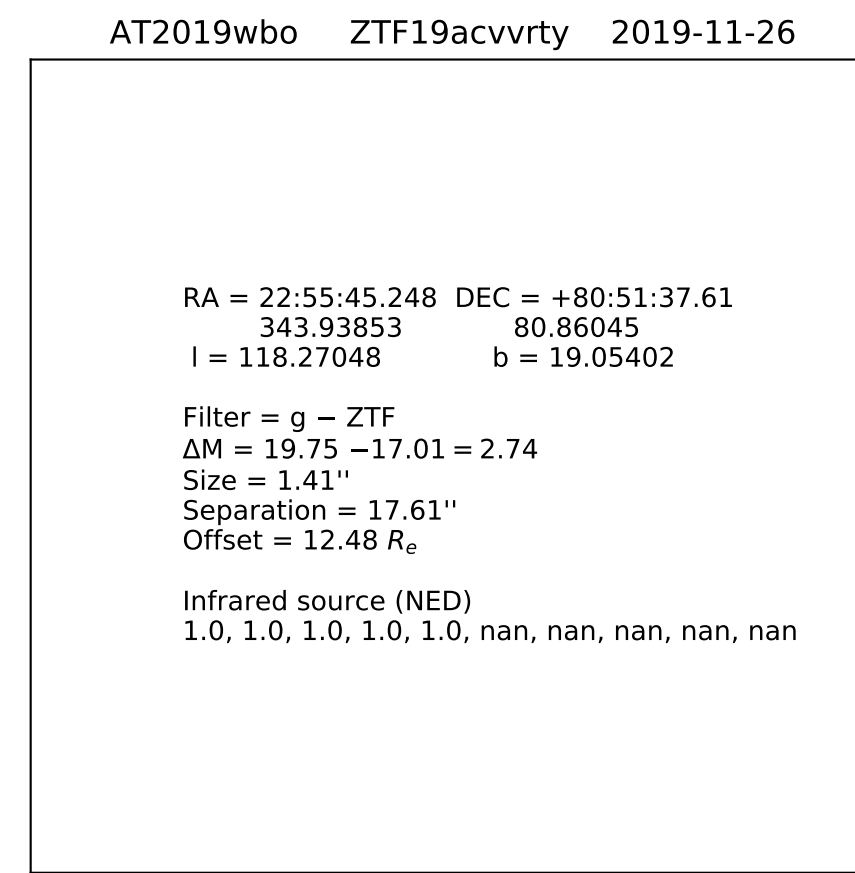 AT2019wbo ZTF19acvvrty 2019-11-26
RA = 22:55:45.248 DEC = +80:51:37.61
343.93853 80.86045
l = 118.27048 b = 19.05402
Filter = g − ZTF
ΔM = 19.75 −17.01 = 2.74
Size = 1.41''
Separation = 17.61''
Offset = 12.48 Rₑ
Infrared source (NED)
1.0, 1.0, 1.0, 1.0, 1.0, nan, nan, nan, nan, nan